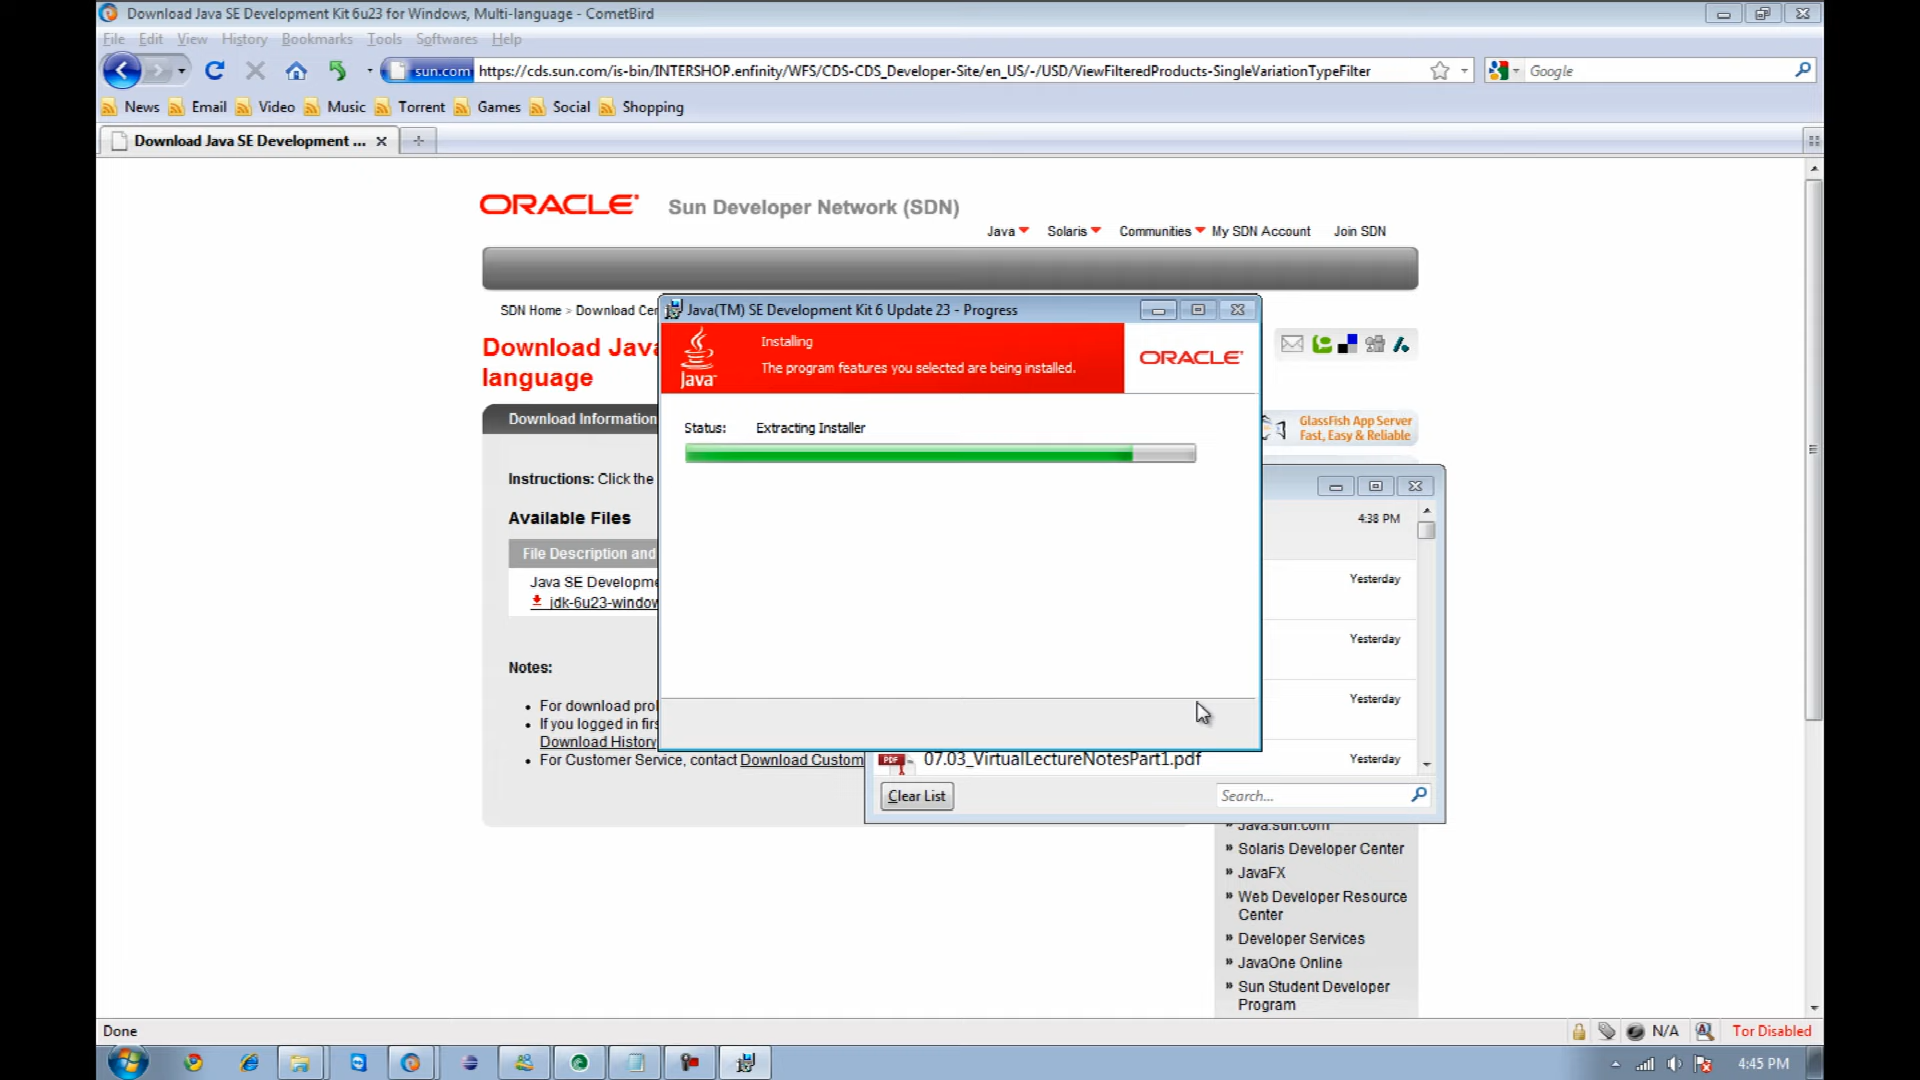 Download Java SE Development Kit 6u23 for Windows, Multi-language - CometBird
File Edit View History Bookmarks Tools Softwares Help
sun.com https://cds.sun.com/is-bin/INTERSHOP.enfinity/WFS/CDS-CDS_Developer-Site/en_US/-/USD/ViewFilteredProducts-SingleVariationTypeFilter Google
News Email Video Music Torrent Games Social Shopping
Download Java SE Development ...
ORACLE Sun Developer Network (SDN)
Java Solaris Communities My SDN Account Join SDN
SDN Home > Download Cen
Download Java
language
Download Information
Instructions: Click the
Available Files
File Description and
Java SE Developme
jdk-6u23-window
Notes:
For download pro
If you logged in firs
Download History
For Customer Service, contact Download Custom
Java(TM) SE Development Kit 6 Update 23 - Progress
Java
Installing
The program features you selected are being installed.
ORACLE
Status: Extracting Installer
GlassFish App Server
Fast, Easy & Reliable
4:38 PM
Yesterday
Yesterday
Yesterday
PDF 07.03_VirtualLectureNotesPart1.pdf Yesterday
Clear List Search...
» Java.sun.com
» Solaris Developer Center
» JavaFX
» Web Developer Resource
Center
» Developer Services
» JavaOne Online
» Sun Student Developer
Program
Done N/A Tor Disabled
4:45 PM